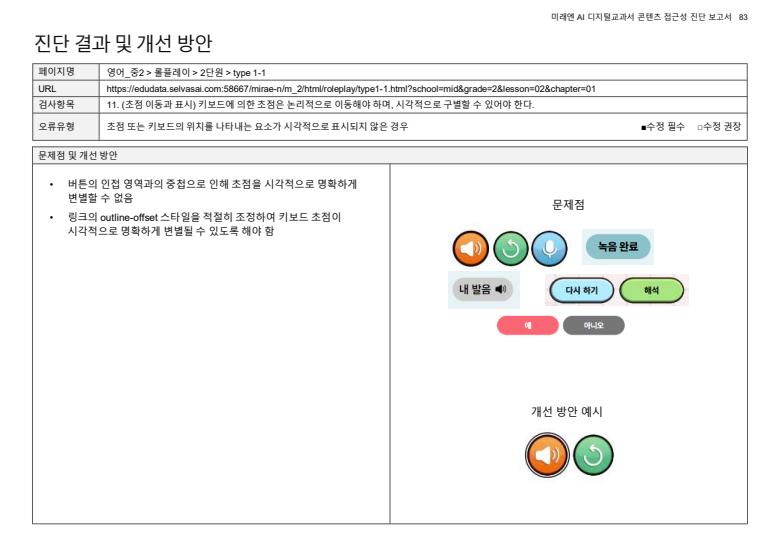 미래엔 AI 디지털교과서 콘텐츠 접근성 진단 보고서 83
진단 결과 및 개선 방안
페이지명 영어_중2 > 롤플레이 > 2단원 > type 1-1
URL https://edudata.selvasai.com:58667/mirae-n/m_2/html/roleplay/type1-1.html?school=mid&grade=2&lesson=02&chapter=01
검사항목 11. (초점 이동과 표시) 키보드에 의한 초점은 논리적으로 이동해야 하며, 시각적으로 구별할 수 있어야 한다.
오류유형 초점 또는 키보드의 위치를 나타내는 요소가 시각적으로 표시되지 않은 경우 ■수정 필수 □수정 권장
문제점 및 개선 방안
• 버튼의 인접 영역과의 중첩으로 인해 초점을 시각적으로 명확하게
변별할 수 없음
• 링크의 outline-offset 스타일을 적절히 조정하여 키보드 초점이
시각적으로 명확하게 변별될 수 있도록 해야 함
문제점
녹음 완료
내 발음
다시 하기
해석
예
아니오
개선 방안 예시